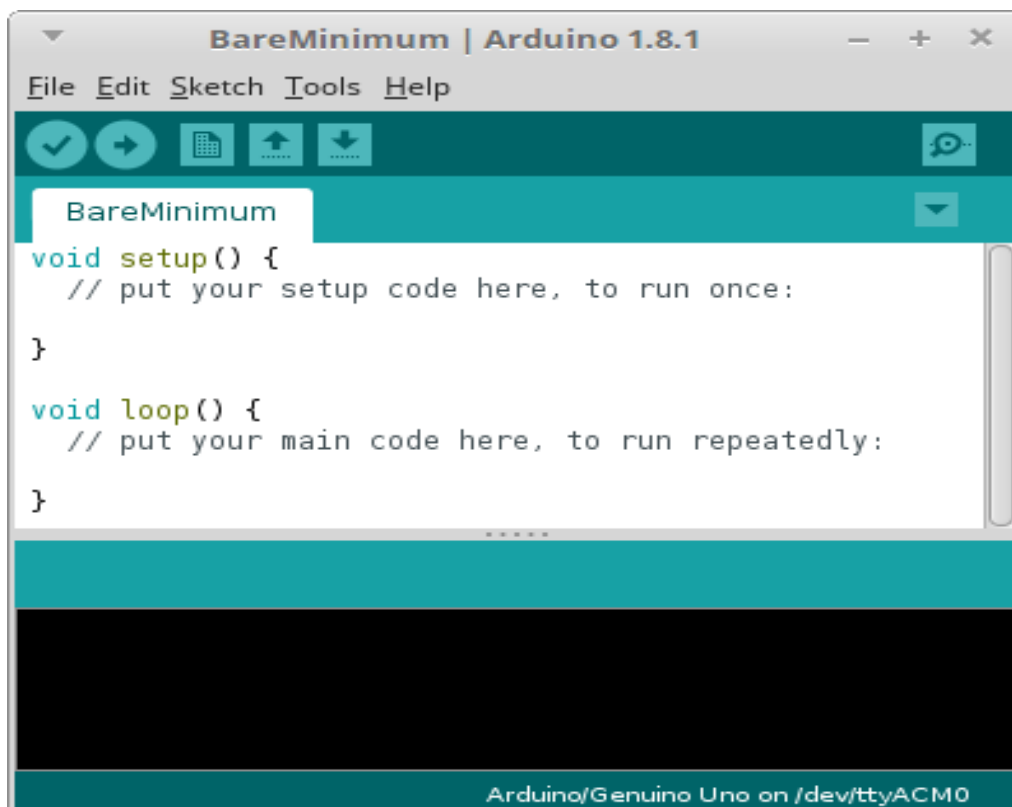 BareMinimum | Arduino 1.8.1
File Edit Sketch Tools Help
BareMinimum
void setup() {
  // put your setup code here, to run once:
}
void loop() {
  // put your main code here, to run repeatedly:
}
Arduino/Genuino Uno on /dev/ttyACM0